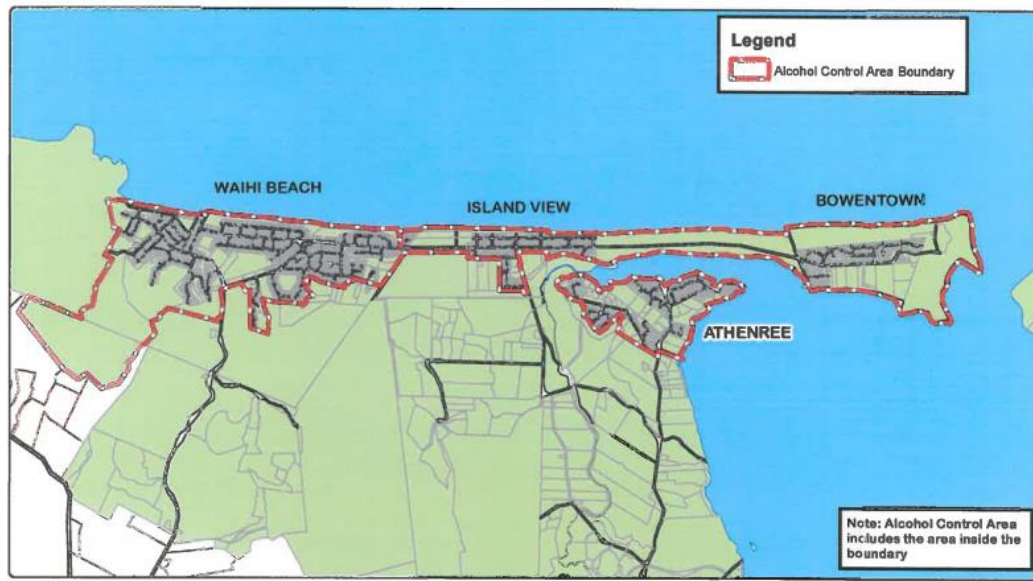 Legend
Alcohol Control Area Boundary
WAIHI BEACH
ISLAND VIEW
BOWENTOWN
ATHENREE
Note: Alcohol Control Area
includes the area inside the
boundary